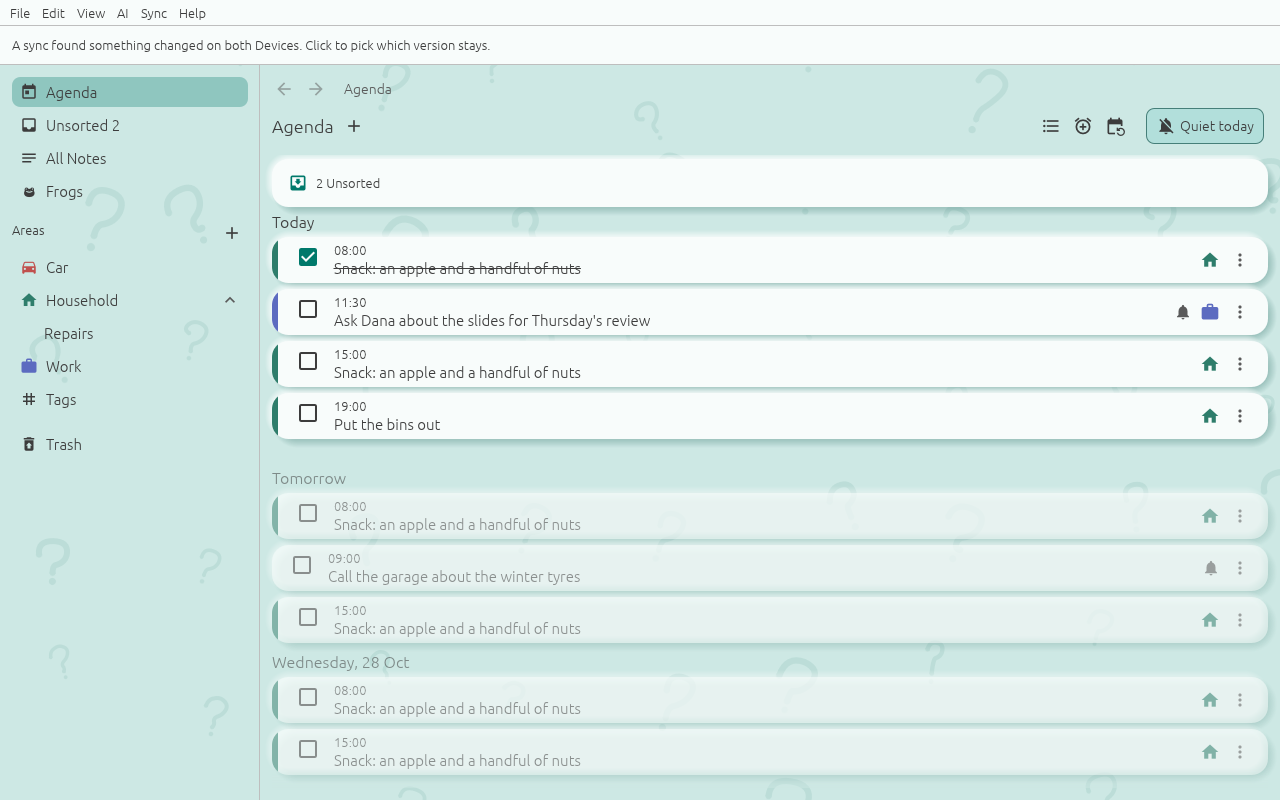 File Edit View AI Sync Help
A sync found something changed on both Devices. Click to pick which version stays.
Agenda
Unsorted 2
All Notes
Frogs
Areas
Car
Household
Repairs
Work
Tags
Trash
Agenda
Agenda
Quiet today
2 Unsorted
Today
08:00
Snack: an apple and a handful of nuts
11:30
Ask Dana about the slides for Thursday's review
15:00
Snack: an apple and a handful of nuts
19:00
Put the bins out
Tomorrow
08:00
Snack: an apple and a handful of nuts
09:00
Call the garage about the winter tyres
15:00
Snack: an apple and a handful of nuts
Wednesday, 28 Oct
08:00
Snack: an apple and a handful of nuts
15:00
Snack: an apple and a handful of nuts